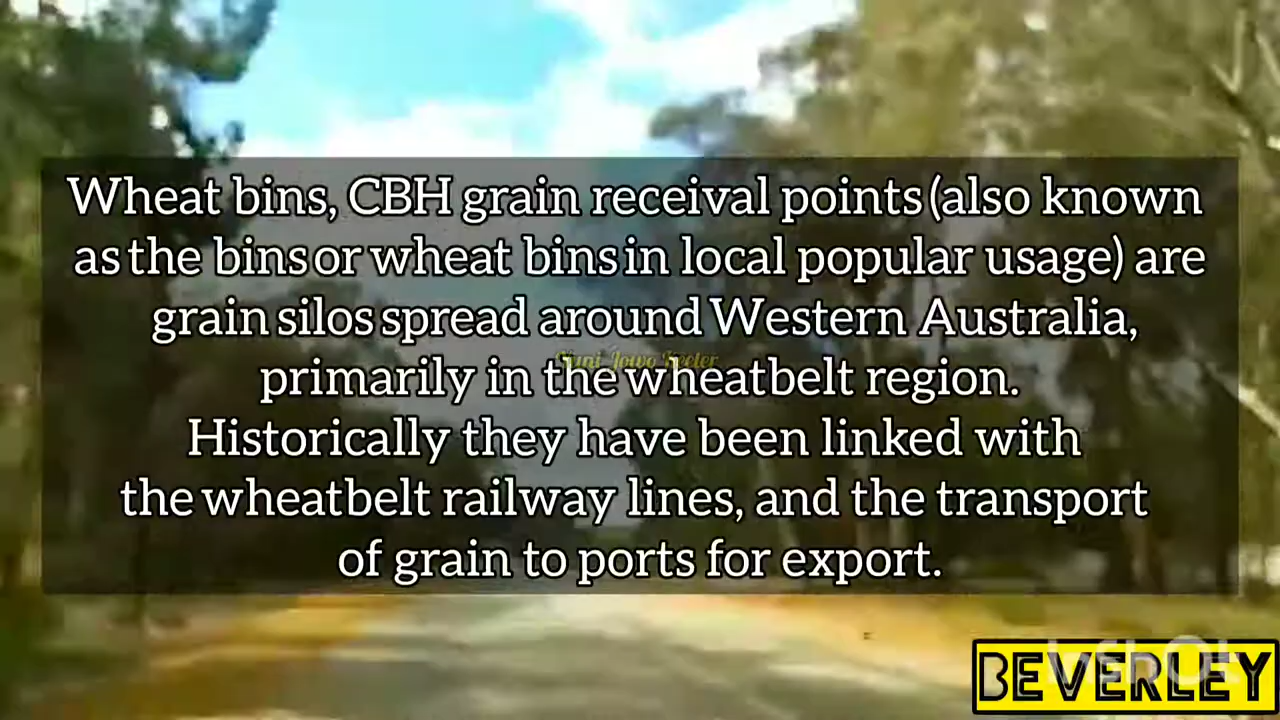 Wheat bins, CBH grain receival points (also known
as the bins or wheat bins in local popular usage) are
grain silos spread around Western Australia,
primarily in the wheatbelt region.
Historically they have been linked with
the wheatbelt railway lines, and the transport
of grain to ports for export.
BEVERLEY